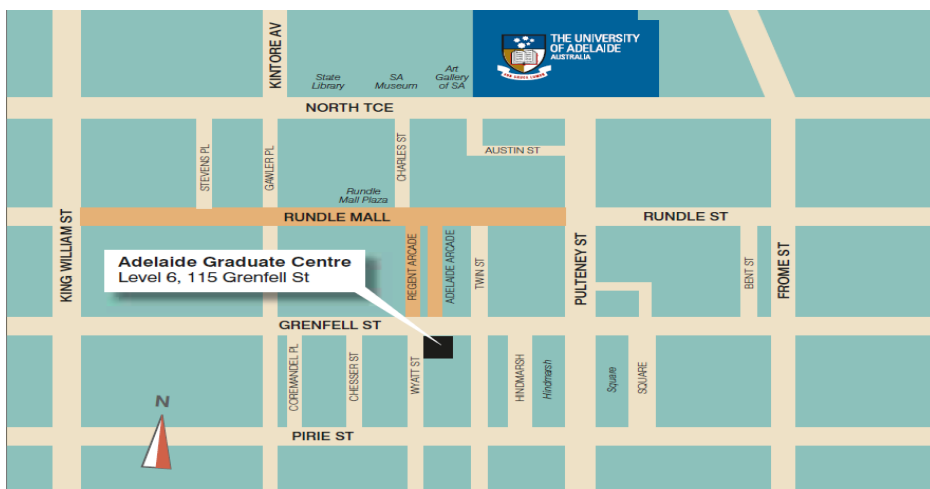 KINTORE AV
State
Library
SA
Museum
Art
Gallery
of SA
THE UNIVERSITY
OF ADELAIDE
AUSTRALIA
NORTH TCE
STEVENS PL
GAWLER PL
CHARLES ST
AUSTIN ST
Rundle
Mall Plaza
RUNDLE MALL
RUNDLE ST
KING WILLIAM ST
Adelaide Graduate Centre
Level 6, 115 Grenfell St
REGENT ARCADE
ADELAIDE ARCADE
TWIN ST
PULTENEY ST
BENT ST
FROME ST
GRENFELL ST
COREMANDEL PL
CHESSER ST
WYATT ST
HINDMARSH
Hindmarsh
Square
SQUARE
N
PIRIE ST